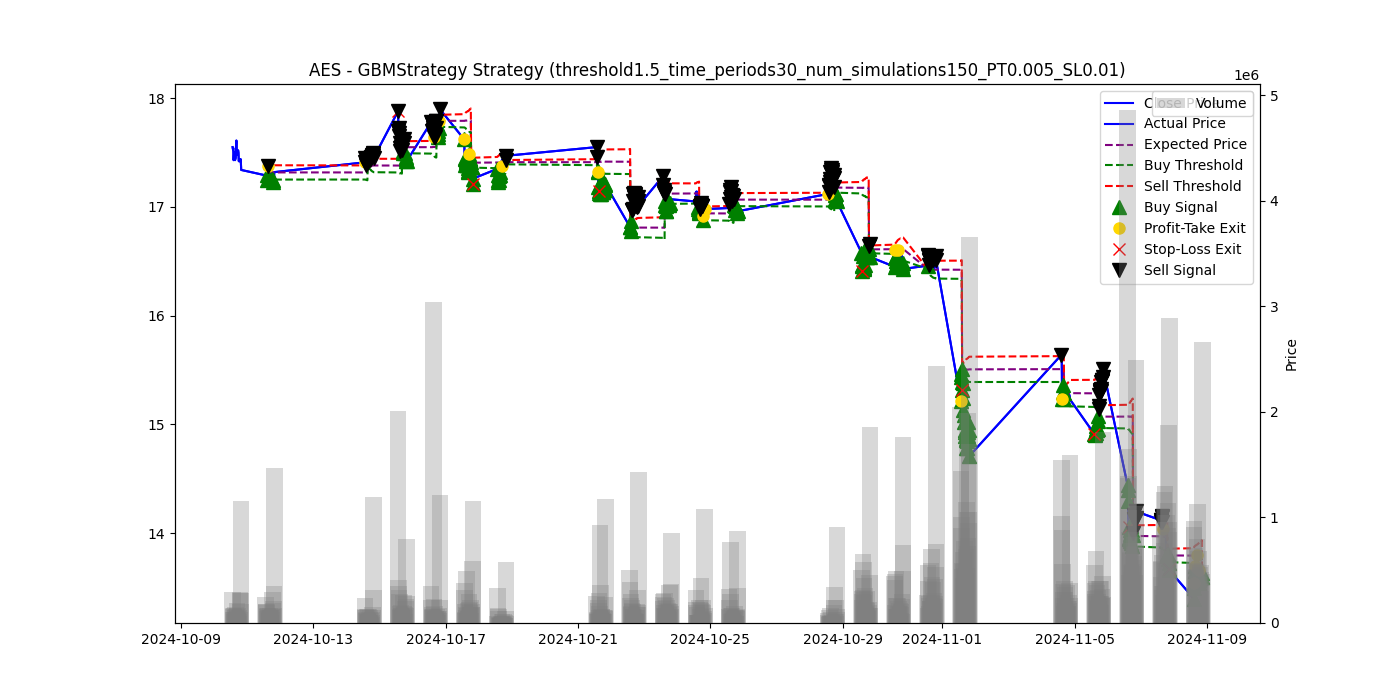 AES - GBMStrategy Strategy (threshold1.5_time_periods30_num_simulations150_PT0.005_SL0.01)
1e6
18
17
16
15
14
5
4
3
2
1
0
Price
Close Price
Volume
Actual Price
Expected Price
Buy Threshold
Sell Threshold
Buy Signal
Profit-Take Exit
Stop-Loss Exit
Sell Signal
2024-10-09
2024-10-13
2024-10-17
2024-10-21
2024-10-25
2024-10-29
2024-11-01
2024-11-05
2024-11-09